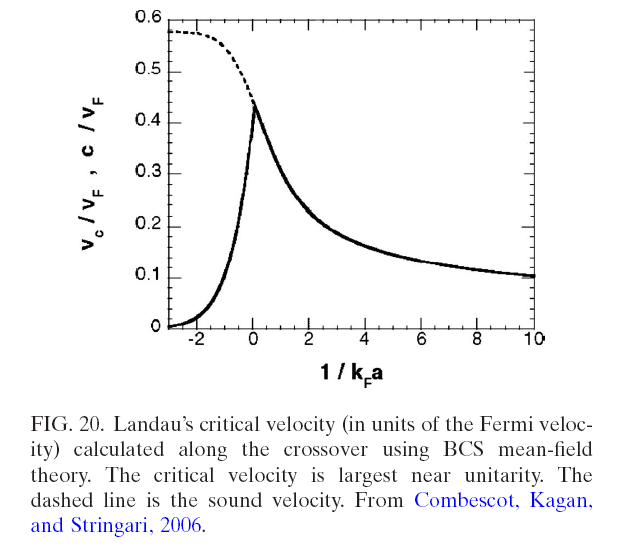 0.6
0.5
0.4
0.3
0.2
0.1
0
v_c / v_F , c / v_F
-2 0 2 4 6 8 10
1 / k_F a
FIG. 20. Landau's critical velocity (in units of the Fermi veloc-
ity) calculated along the crossover using BCS mean-field
theory. The critical velocity is largest near unitarity. The
dashed line is the sound velocity. From Combescot, Kagan,
and Stringari, 2006.